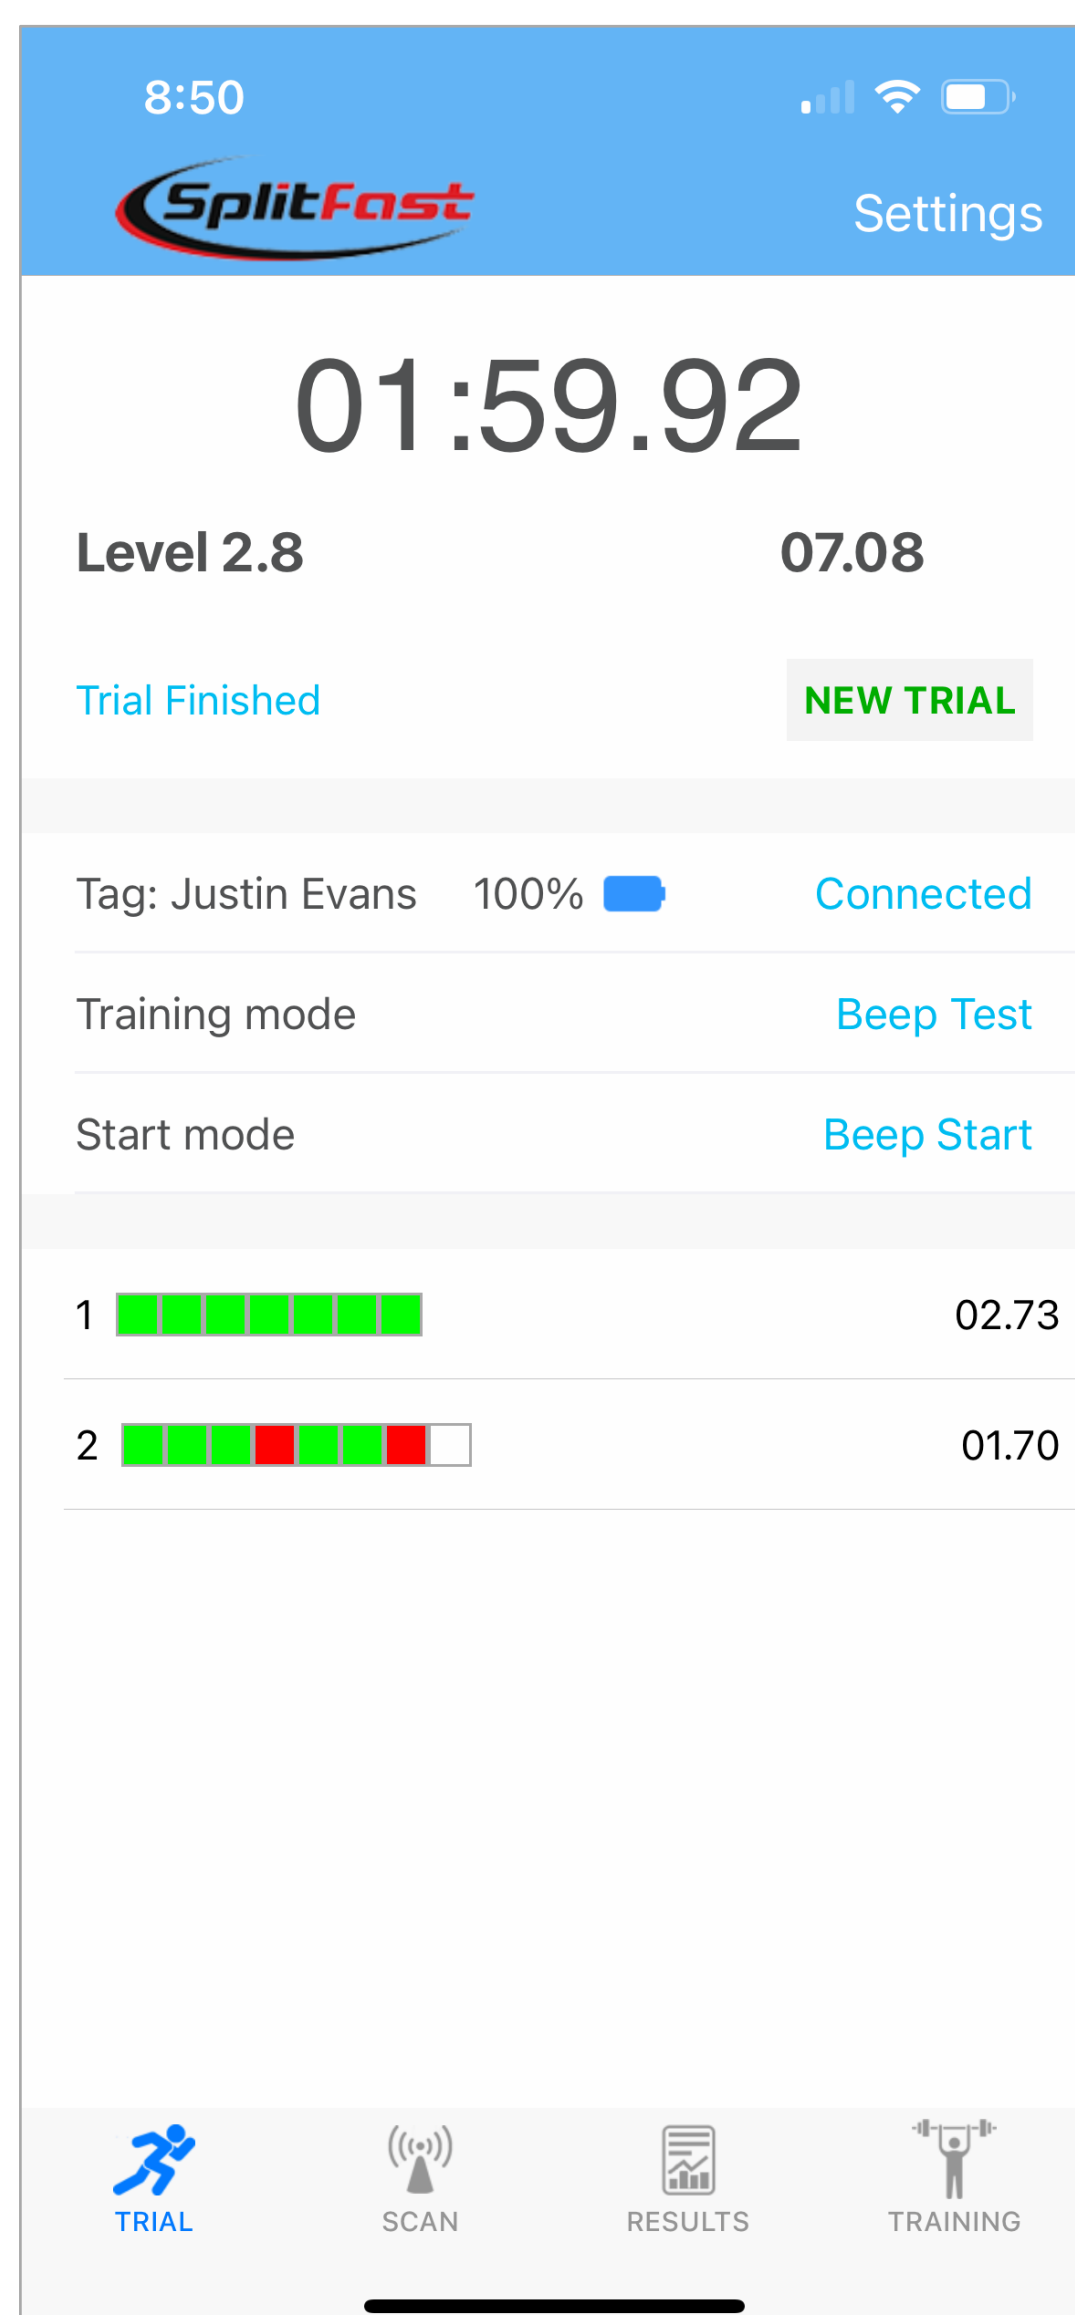 8:50
SplitFast
Settings
01:59.92
Level 2.8 07.08
Trial Finished NEW TRIAL
Tag: Justin Evans 100% Connected
Training mode Beep Test
Start mode Beep Start
1 02.73
2 01.70
TRIAL SCAN RESULTS TRAINING